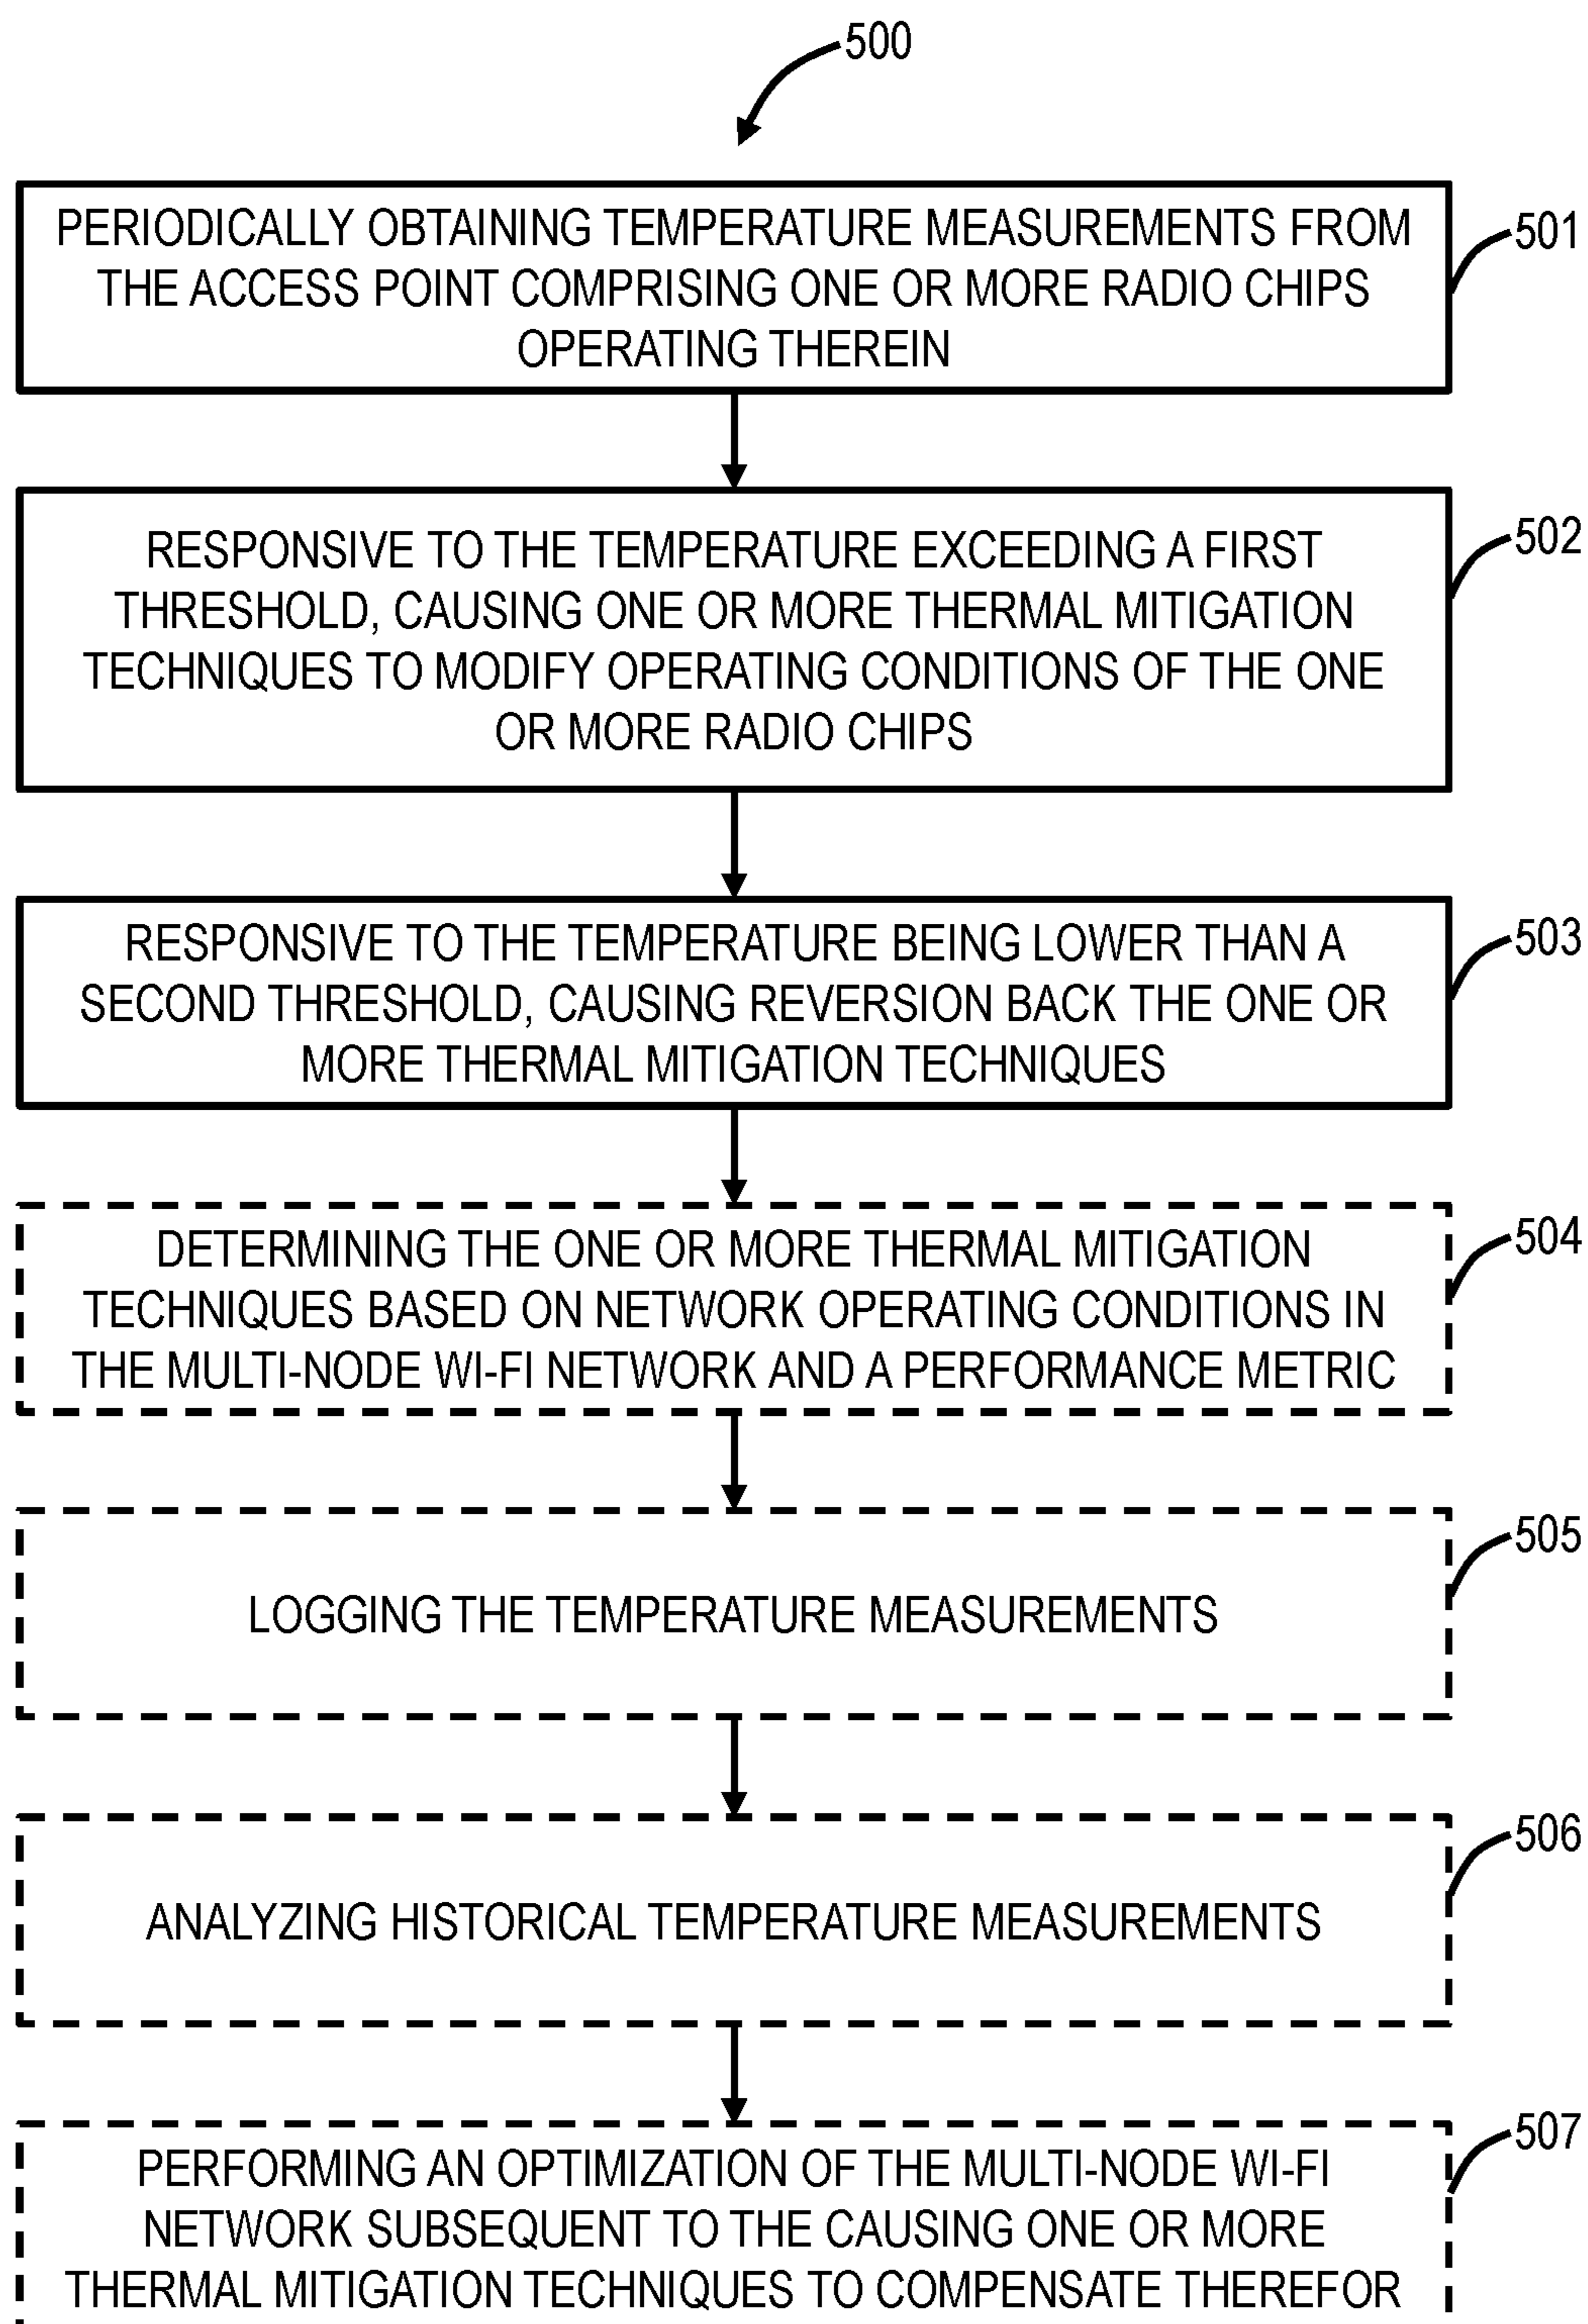 500
PERIODICALLY OBTAINING TEMPERATURE MEASUREMENTS FROM
THE ACCESS POINT COMPRISING ONE OR MORE RADIO CHIPS
OPERATING THEREIN
501
RESPONSIVE TO THE TEMPERATURE EXCEEDING A FIRST
THRESHOLD, CAUSING ONE OR MORE THERMAL MITIGATION
TECHNIQUES TO MODIFY OPERATING CONDITIONS OF THE ONE
OR MORE RADIO CHIPS
502
RESPONSIVE TO THE TEMPERATURE BEING LOWER THAN A
SECOND THRESHOLD, CAUSING REVERSION BACK THE ONE OR
MORE THERMAL MITIGATION TECHNIQUES
503
DETERMINING THE ONE OR MORE THERMAL MITIGATION
TECHNIQUES BASED ON NETWORK OPERATING CONDITIONS IN
THE MULTI-NODE WI-FI NETWORK AND A PERFORMANCE METRIC
504
LOGGING THE TEMPERATURE MEASUREMENTS
505
ANALYZING HISTORICAL TEMPERATURE MEASUREMENTS
506
PERFORMING AN OPTIMIZATION OF THE MULTI-NODE WI-FI
NETWORK SUBSEQUENT TO THE CAUSING ONE OR MORE
THERMAL MITIGATION TECHNIQUES TO COMPENSATE THEREFOR
507